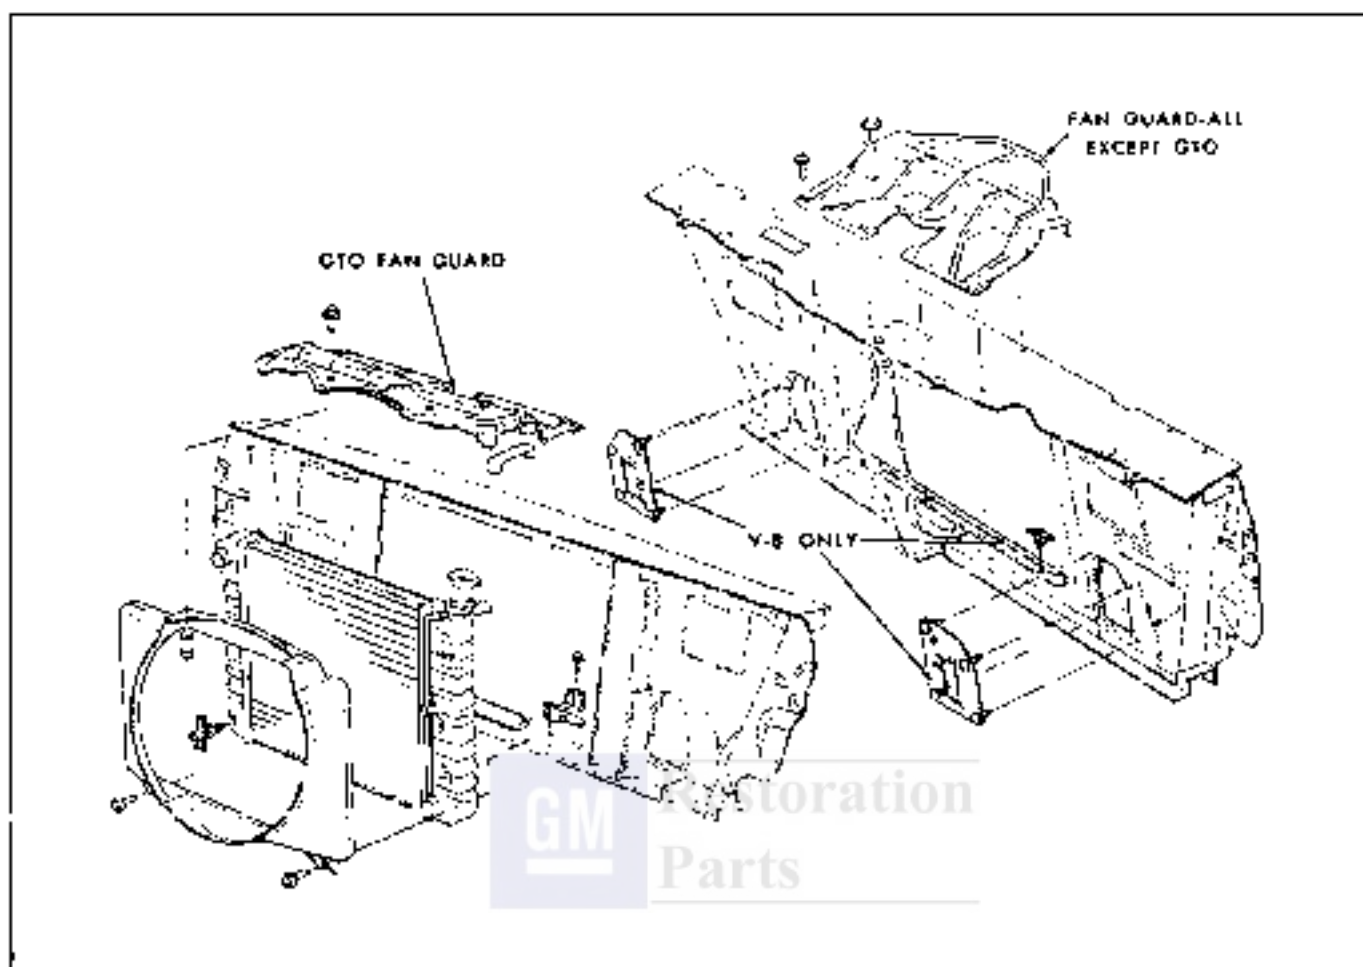 FAN GUARD-ALL
EXCEPT GTO
GTO FAN GUARD
V-8 ONLY
GM
Restoration
Parts